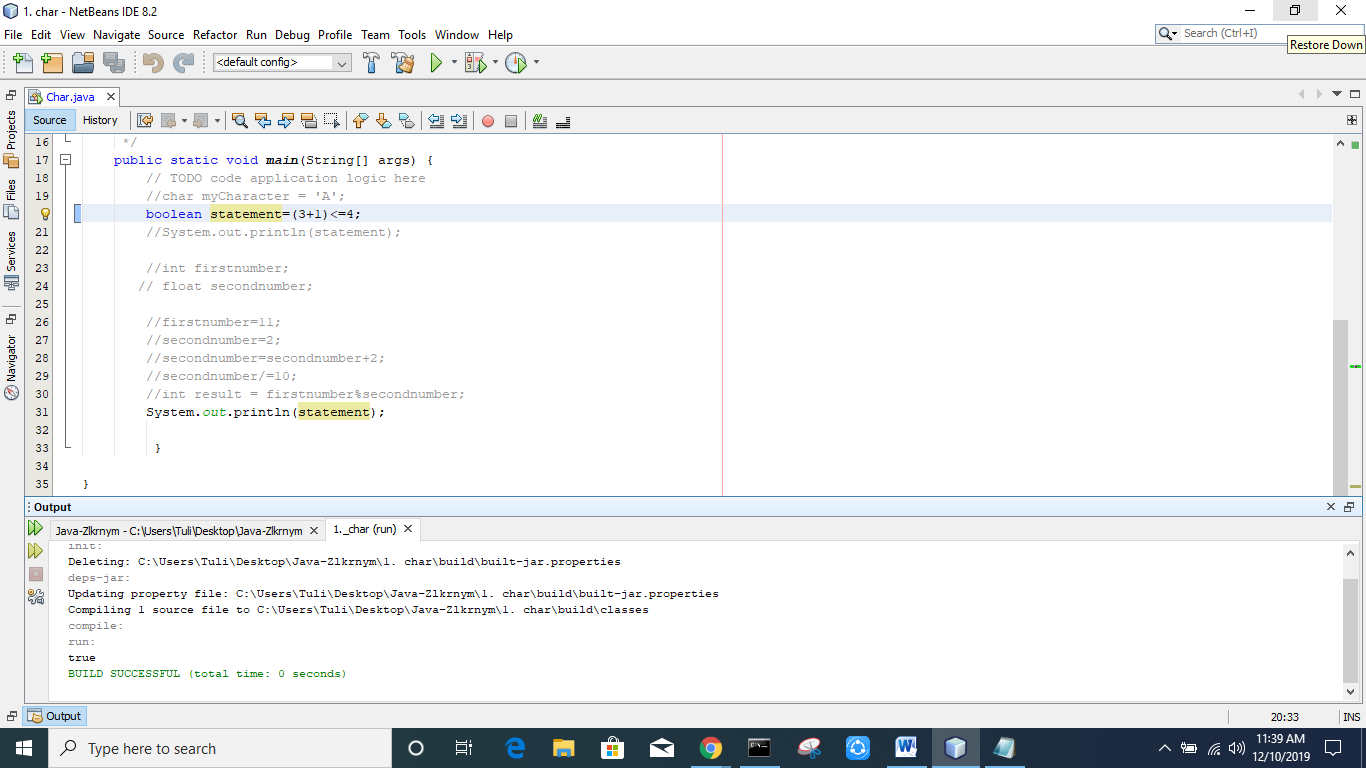 1. char - NetBeans IDE 8.2
File Edit View Navigate Source Refactor Run Debug Profile Team Tools Window Help
Search (Ctrl+I)
Restore Down
<default config>
Projects
Files
Services
Navigator
Char.java
Source History
16 */
17 public static void main(String[] args) {
18 // TODO code application logic here
19 //char myCharacter = 'A';
boolean statement=(3+1)<=4;
21 //System.out.println(statement);
22
23 //int firstnumber;
24 // float secondnumber;
25
26 //firstnumber=11;
27 //secondnumber=2;
28 //secondnumber=secondnumber+2;
29 //secondnumber/=10;
30 //int result = firstnumber%secondnumber;
31 System.out.println(statement);
32
33 }
34
35 }
Output
Java-Zlkrnym - C:\Users\Tuli\Desktop\Java-Zlkrnym 1._char (run)
init:
Deleting: C:\Users\Tuli\Desktop\Java-Zlkrnym\1. char\build\built-jar.properties
deps-jar:
Updating property file: C:\Users\Tuli\Desktop\Java-Zlkrnym\1. char\build\built-jar.properties
Compiling 1 source file to C:\Users\Tuli\Desktop\Java-Zlkrnym\1. char\build\classes
compile:
run:
true
BUILD SUCCESSFUL (total time: 0 seconds)
Output
20:33 INS
Type here to search
11:39 AM
12/10/2019